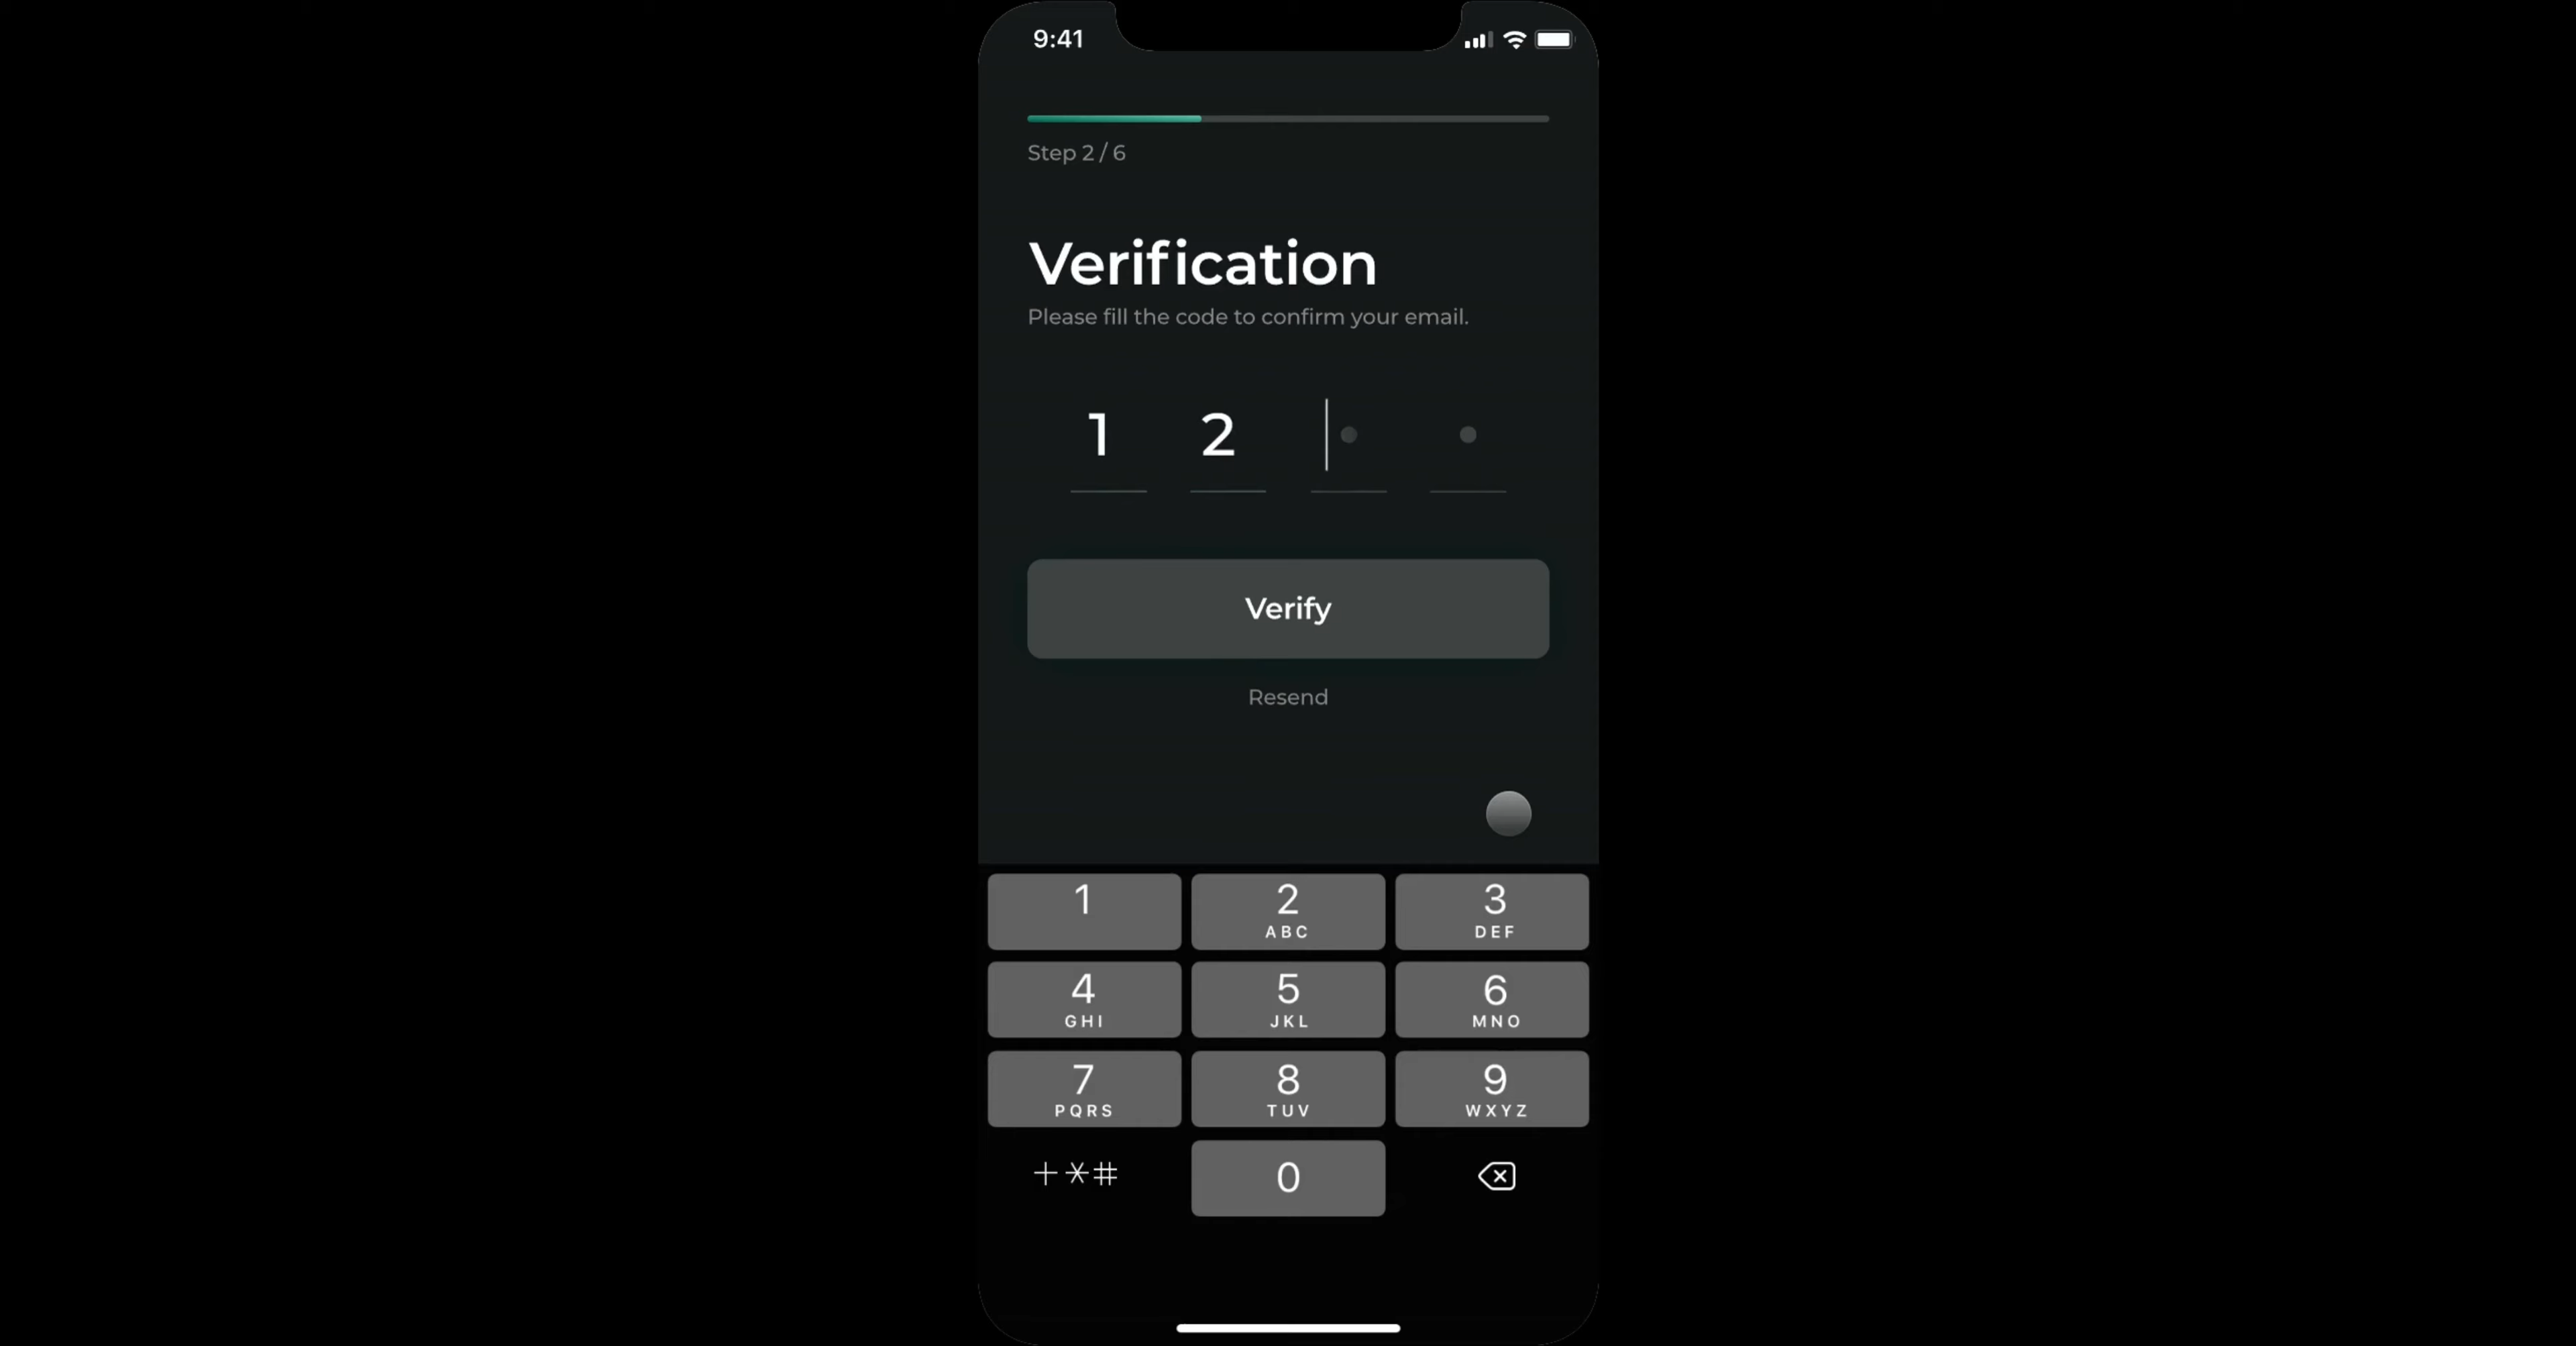 9:41
Step 2 / 6
Verification
Please fill the code to confirm your email.
1 2
Verify
Resend
1 2 3
ABC DEF
4 5 6
GHI JKL MNO
7 8 9
PQRS TUV WXYZ
+*# 0